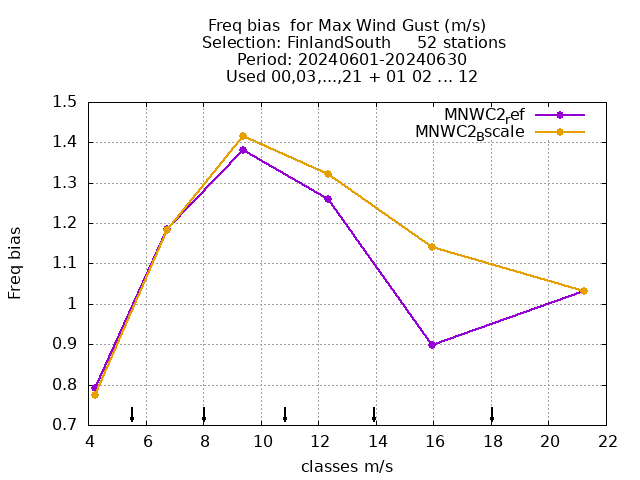 Freq bias  for Max Wind Gust (m/s)
Selection: FinlandSouth     52 stations
Period: 20240601-20240630
Used 00,03,...,21 + 01 02 ... 12
MNWC2ref
MNWC2Bscale
1.5
1.4
1.3
1.2
1.1
1
0.9
0.8
0.7
Freq bias
4 6 8 10 12 14 16 18 20 22
classes m/s